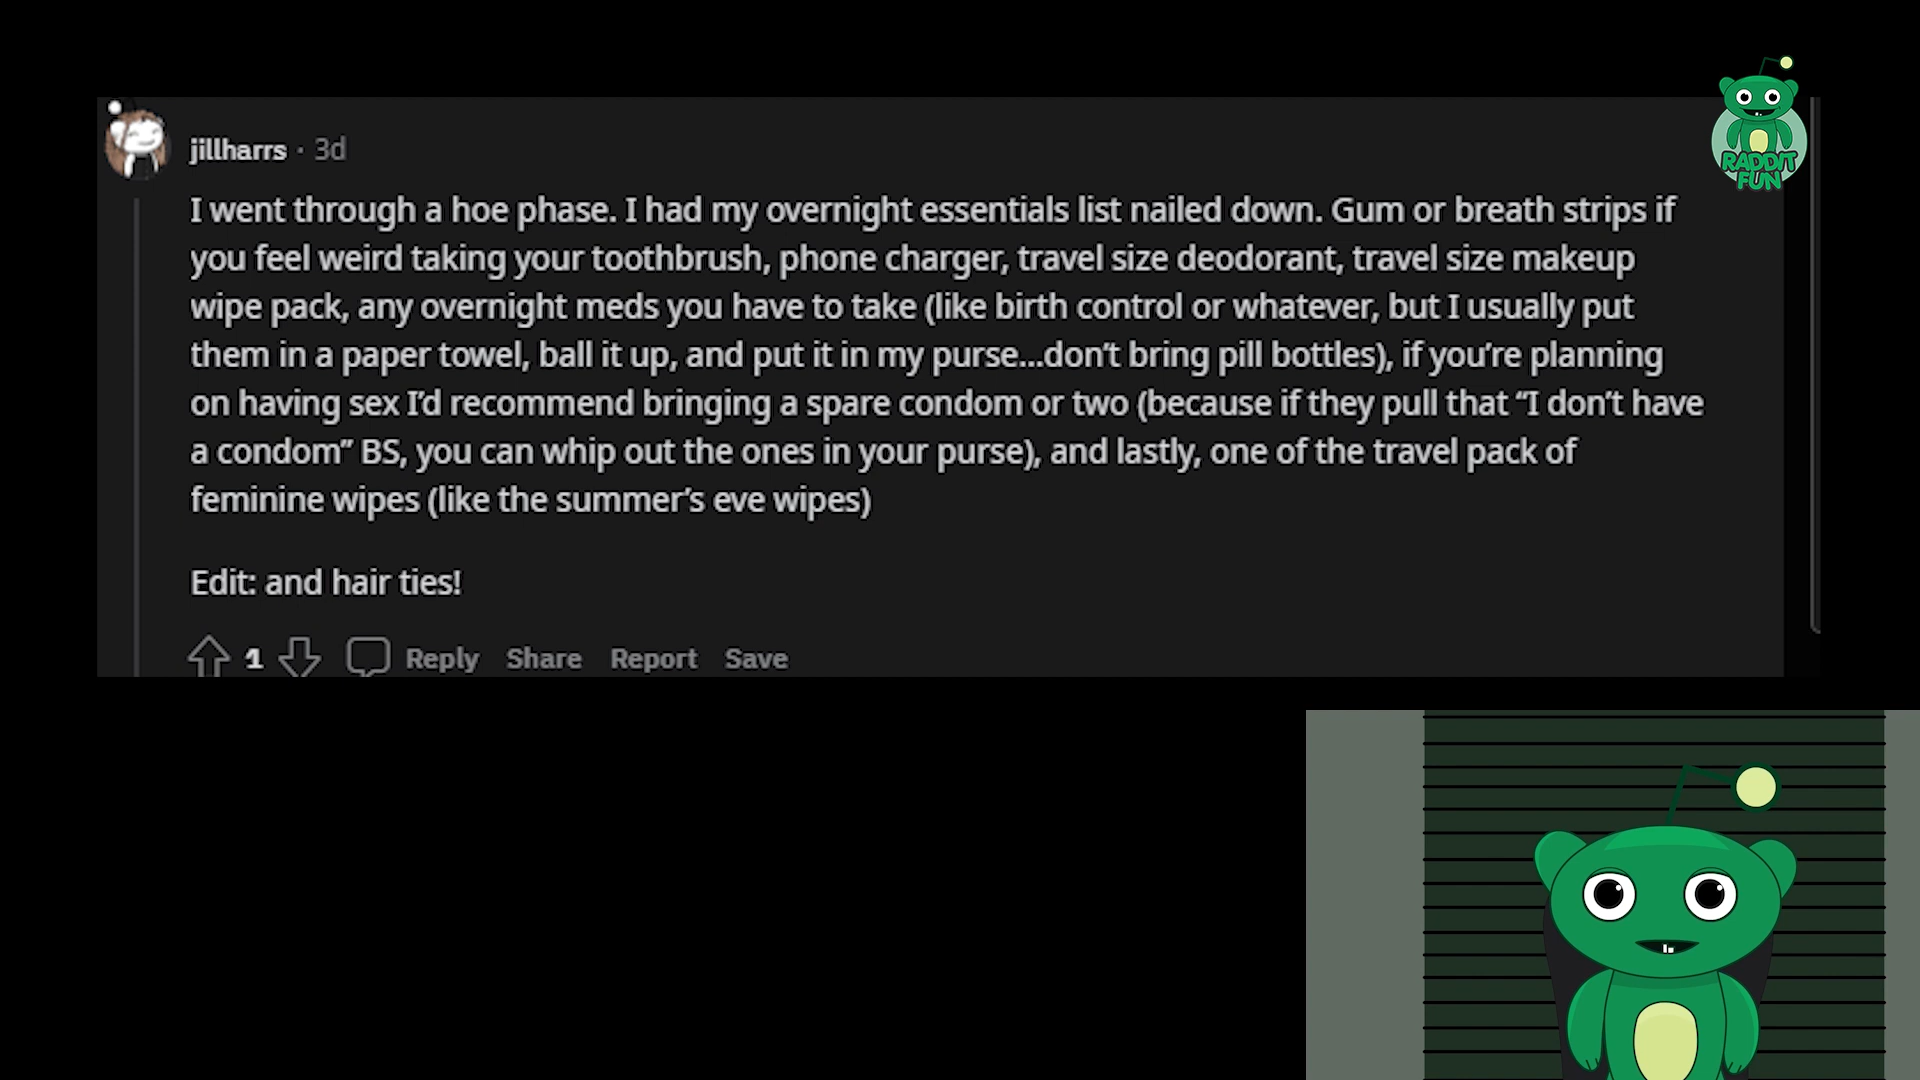 jillharrs · 3d
I went through a hoe phase. I had my overnight essentials list nailed down. Gum or breath strips if
you feel weird taking your toothbrush, phone charger, travel size deodorant, travel size makeup
wipe pack, any overnight meds you have to take (like birth control or whatever, but I usually put
them in a paper towel, ball it up, and put it in my purse...don't bring pill bottles), if you're planning
on having sex I'd recommend bringing a spare condom or two (because if they pull that “I don't have
a condom” BS, you can whip out the ones in your purse), and lastly, one of the travel pack of
feminine wipes (like the summer's eve wipes)
Edit: and hair ties!
1 Reply Share Report Save
RADDIT
FUN